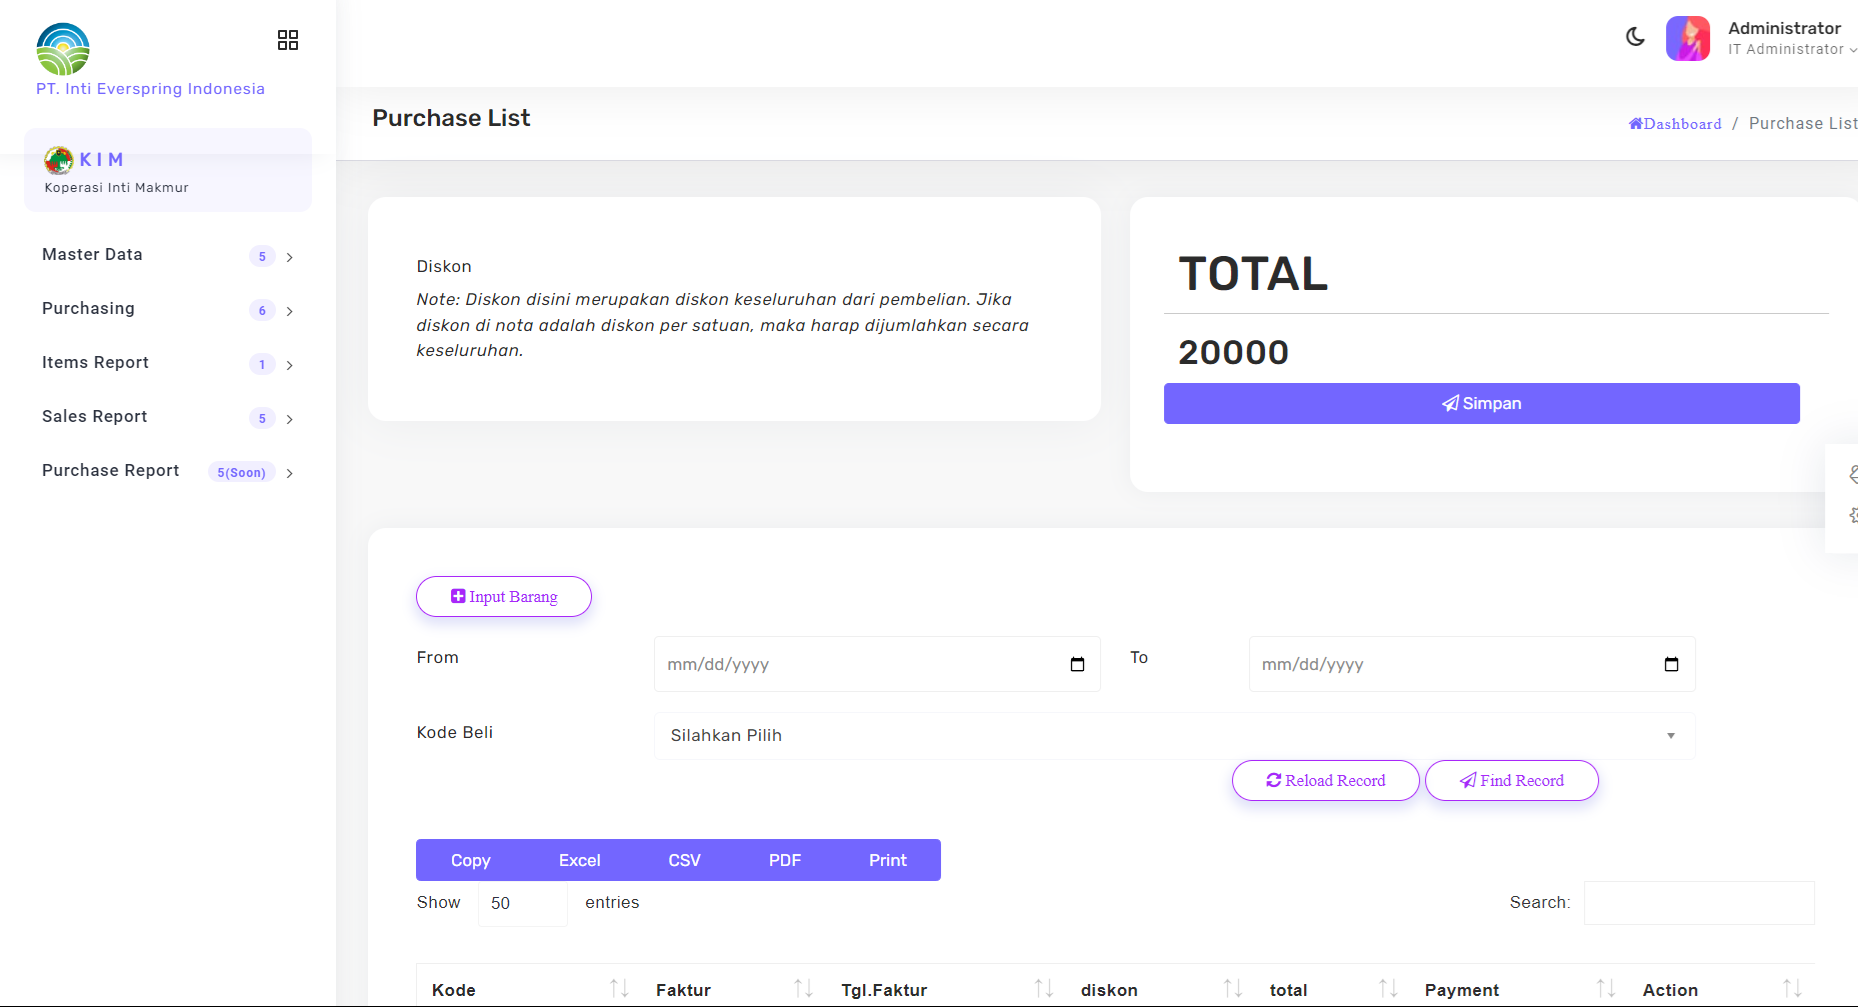 PT. Inti Everspring Indonesia
KIM
Koperasi Inti Makmur
Master Data 5
Purchasing 6
Items Report 1
Sales Report 5
Purchase Report 5(Soon)
Administrator
IT Administrator
Purchase List
Dashboard / Purchase List
Diskon
Note: Diskon disini merupakan diskon keseluruhan dari pembelian. Jika
diskon di nota adalah diskon per satuan, maka harap dijumlahkan secara
keseluruhan.
TOTAL
20000
Simpan
Input Barang
From mm/dd/yyyy To mm/dd/yyyy
Kode Beli Silahkan Pilih
Reload Record Find Record
Copy Excel CSV PDF Print
Show 50 entries Search:
Kode Faktur Tgl.Faktur diskon total Payment Action